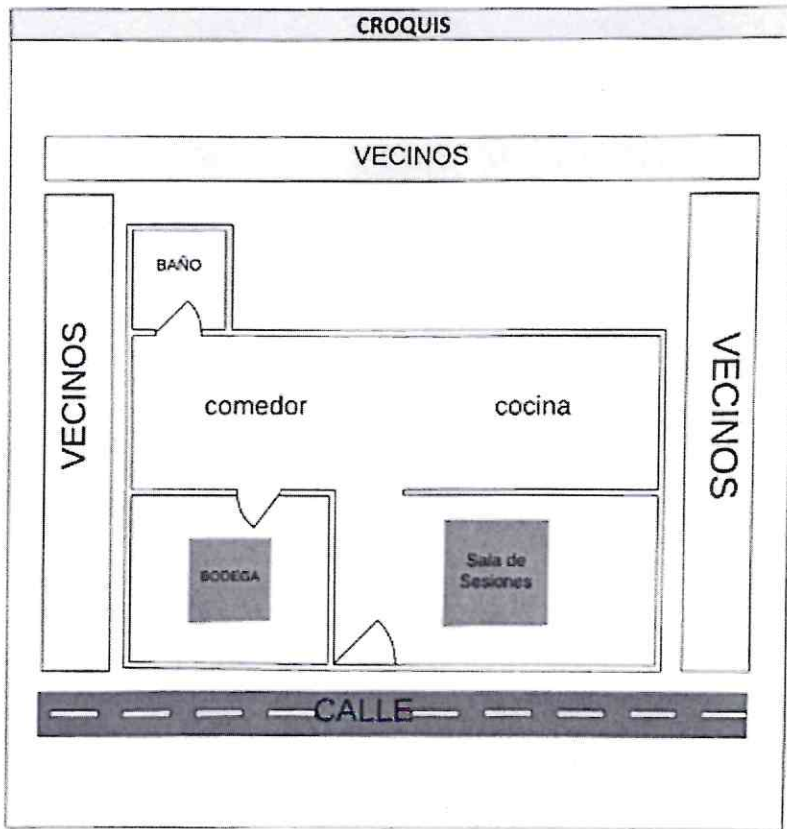 CROQUIS
VECINOS
VECINOS
BAÑO
VECINOS
comedor
cocina
BODEGA
Sala de
Sesiones
CALLE